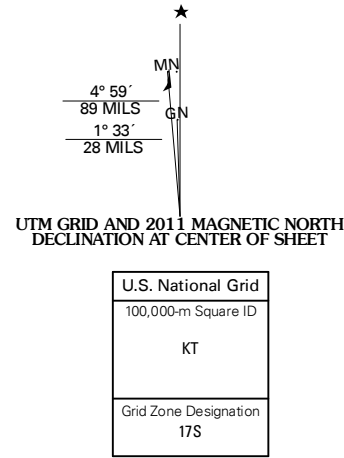 ★
MN
4° 59´
89 MILS
GN
1° 33´
28 MILS
UTM GRID AND 2011 MAGNETIC NORTH
DECLINATION AT CENTER OF SHEET
U.S. National Grid
100,000-m Square ID
KT
Grid Zone Designation
17S